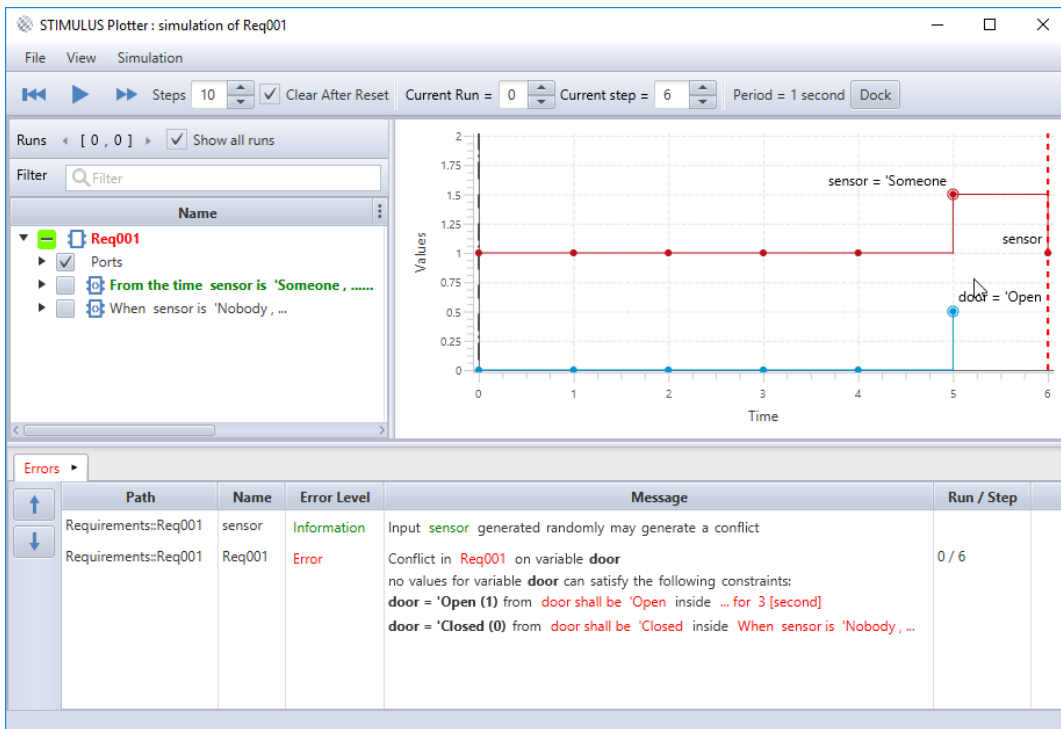 STIMULUS Plotter : simulation of Req001
File View Simulation
Steps 10 Clear After Reset Current Run = 0 Current step = 6 Period = 1 second Dock
Runs [ 0 , 0 ] Show all runs
Filter Filter
Name
Req001
Ports
From the time sensor is 'Someone , ......
When sensor is 'Nobody , ...
Values
2
1.75
1.5
1.25
1
0.75
0.5
0.25
0
sensor = 'Someone
sensor
door = 'Open
0 1 2 3 4 5 6
Time
Errors
Path Name Error Level Message Run / Step
Requirements::Req001 sensor Information Input sensor generated randomly may generate a conflict
Requirements::Req001 Req001 Error Conflict in Req001 on variable door 0 / 6
no values for variable door can satisfy the following constraints:
door = 'Open (1) from door shall be 'Open inside ... for 3 [second]
door = 'Closed (0) from door shall be 'Closed inside When sensor is 'Nobody , ...